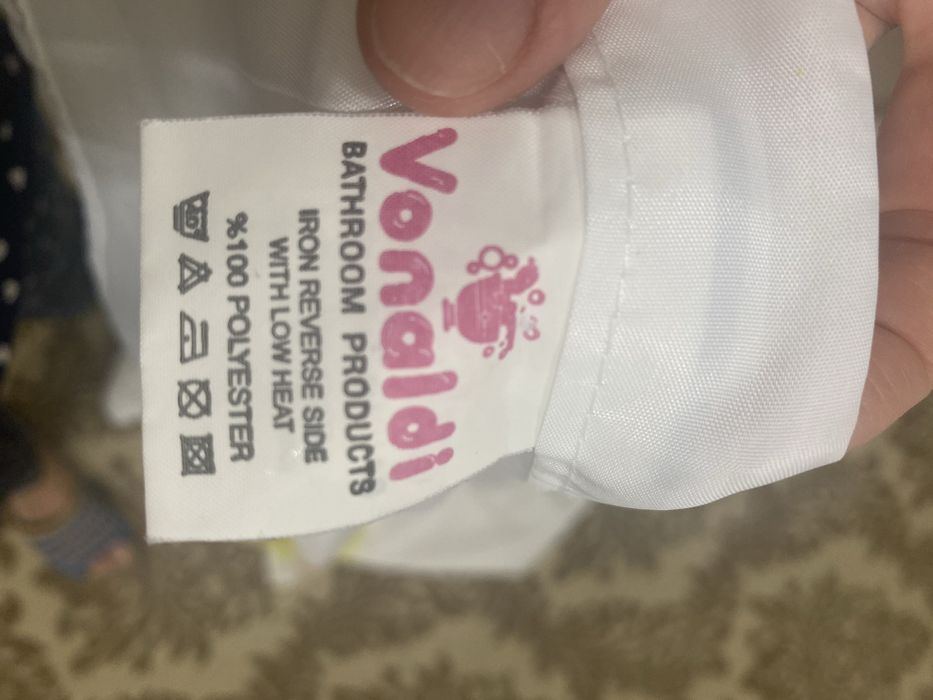 Vonaldi
BATHROOM PRODUCTS
IRON REVERSE SIDE
WITH LOW HEAT
%100 POLYESTER